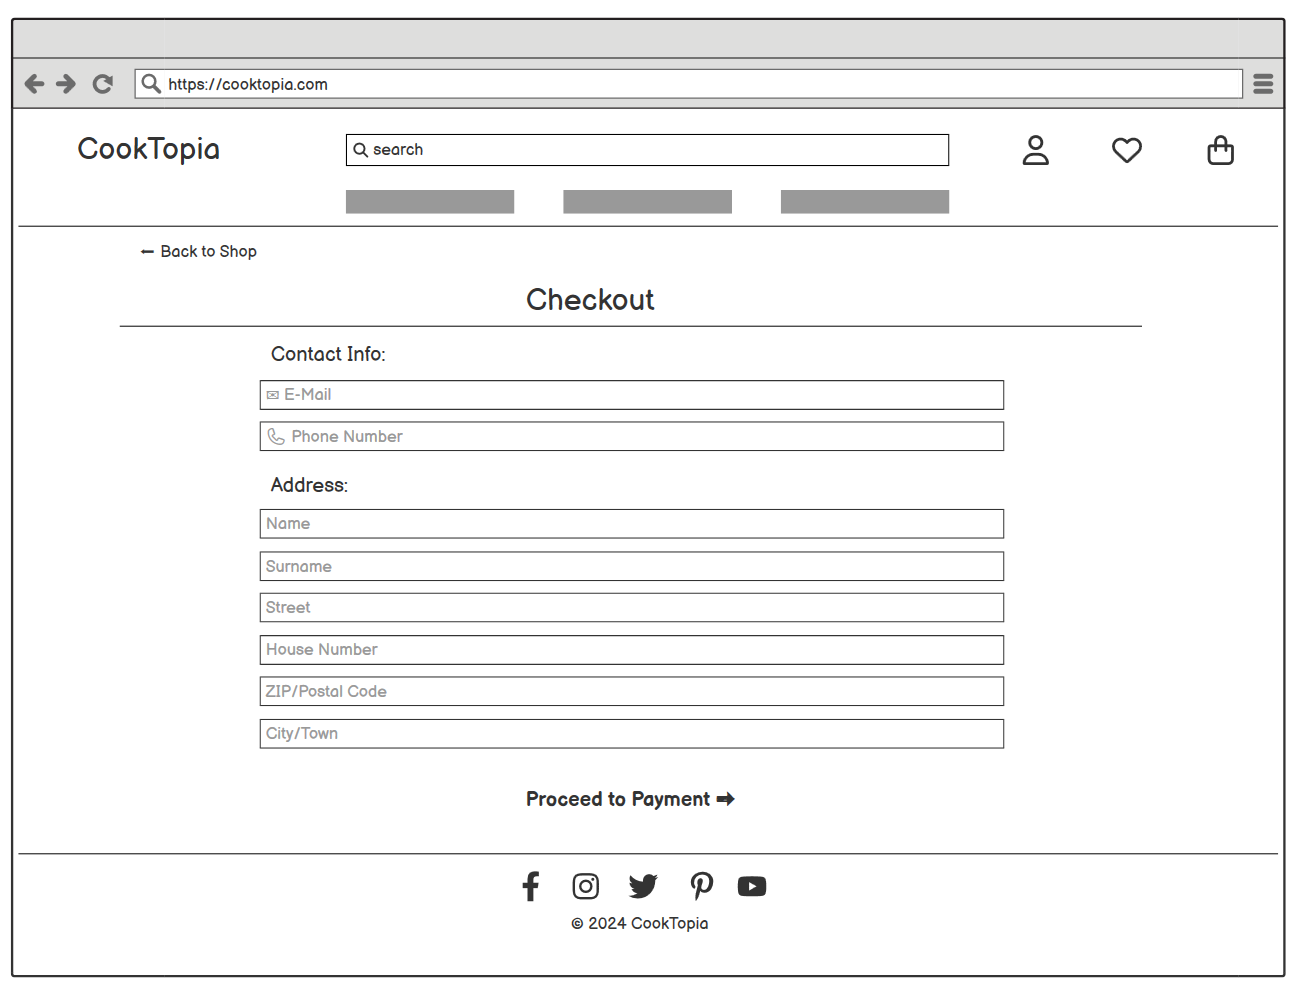 https://cooktopia.com
CookTopia
search
← Back to Shop
Checkout
Contact Info:
✉ E-Mail
Phone Number
Address:
Name
Surname
Street
House Number
ZIP/Postal Code
City/Town
Proceed to Payment ➡
© 2024 CookTopia